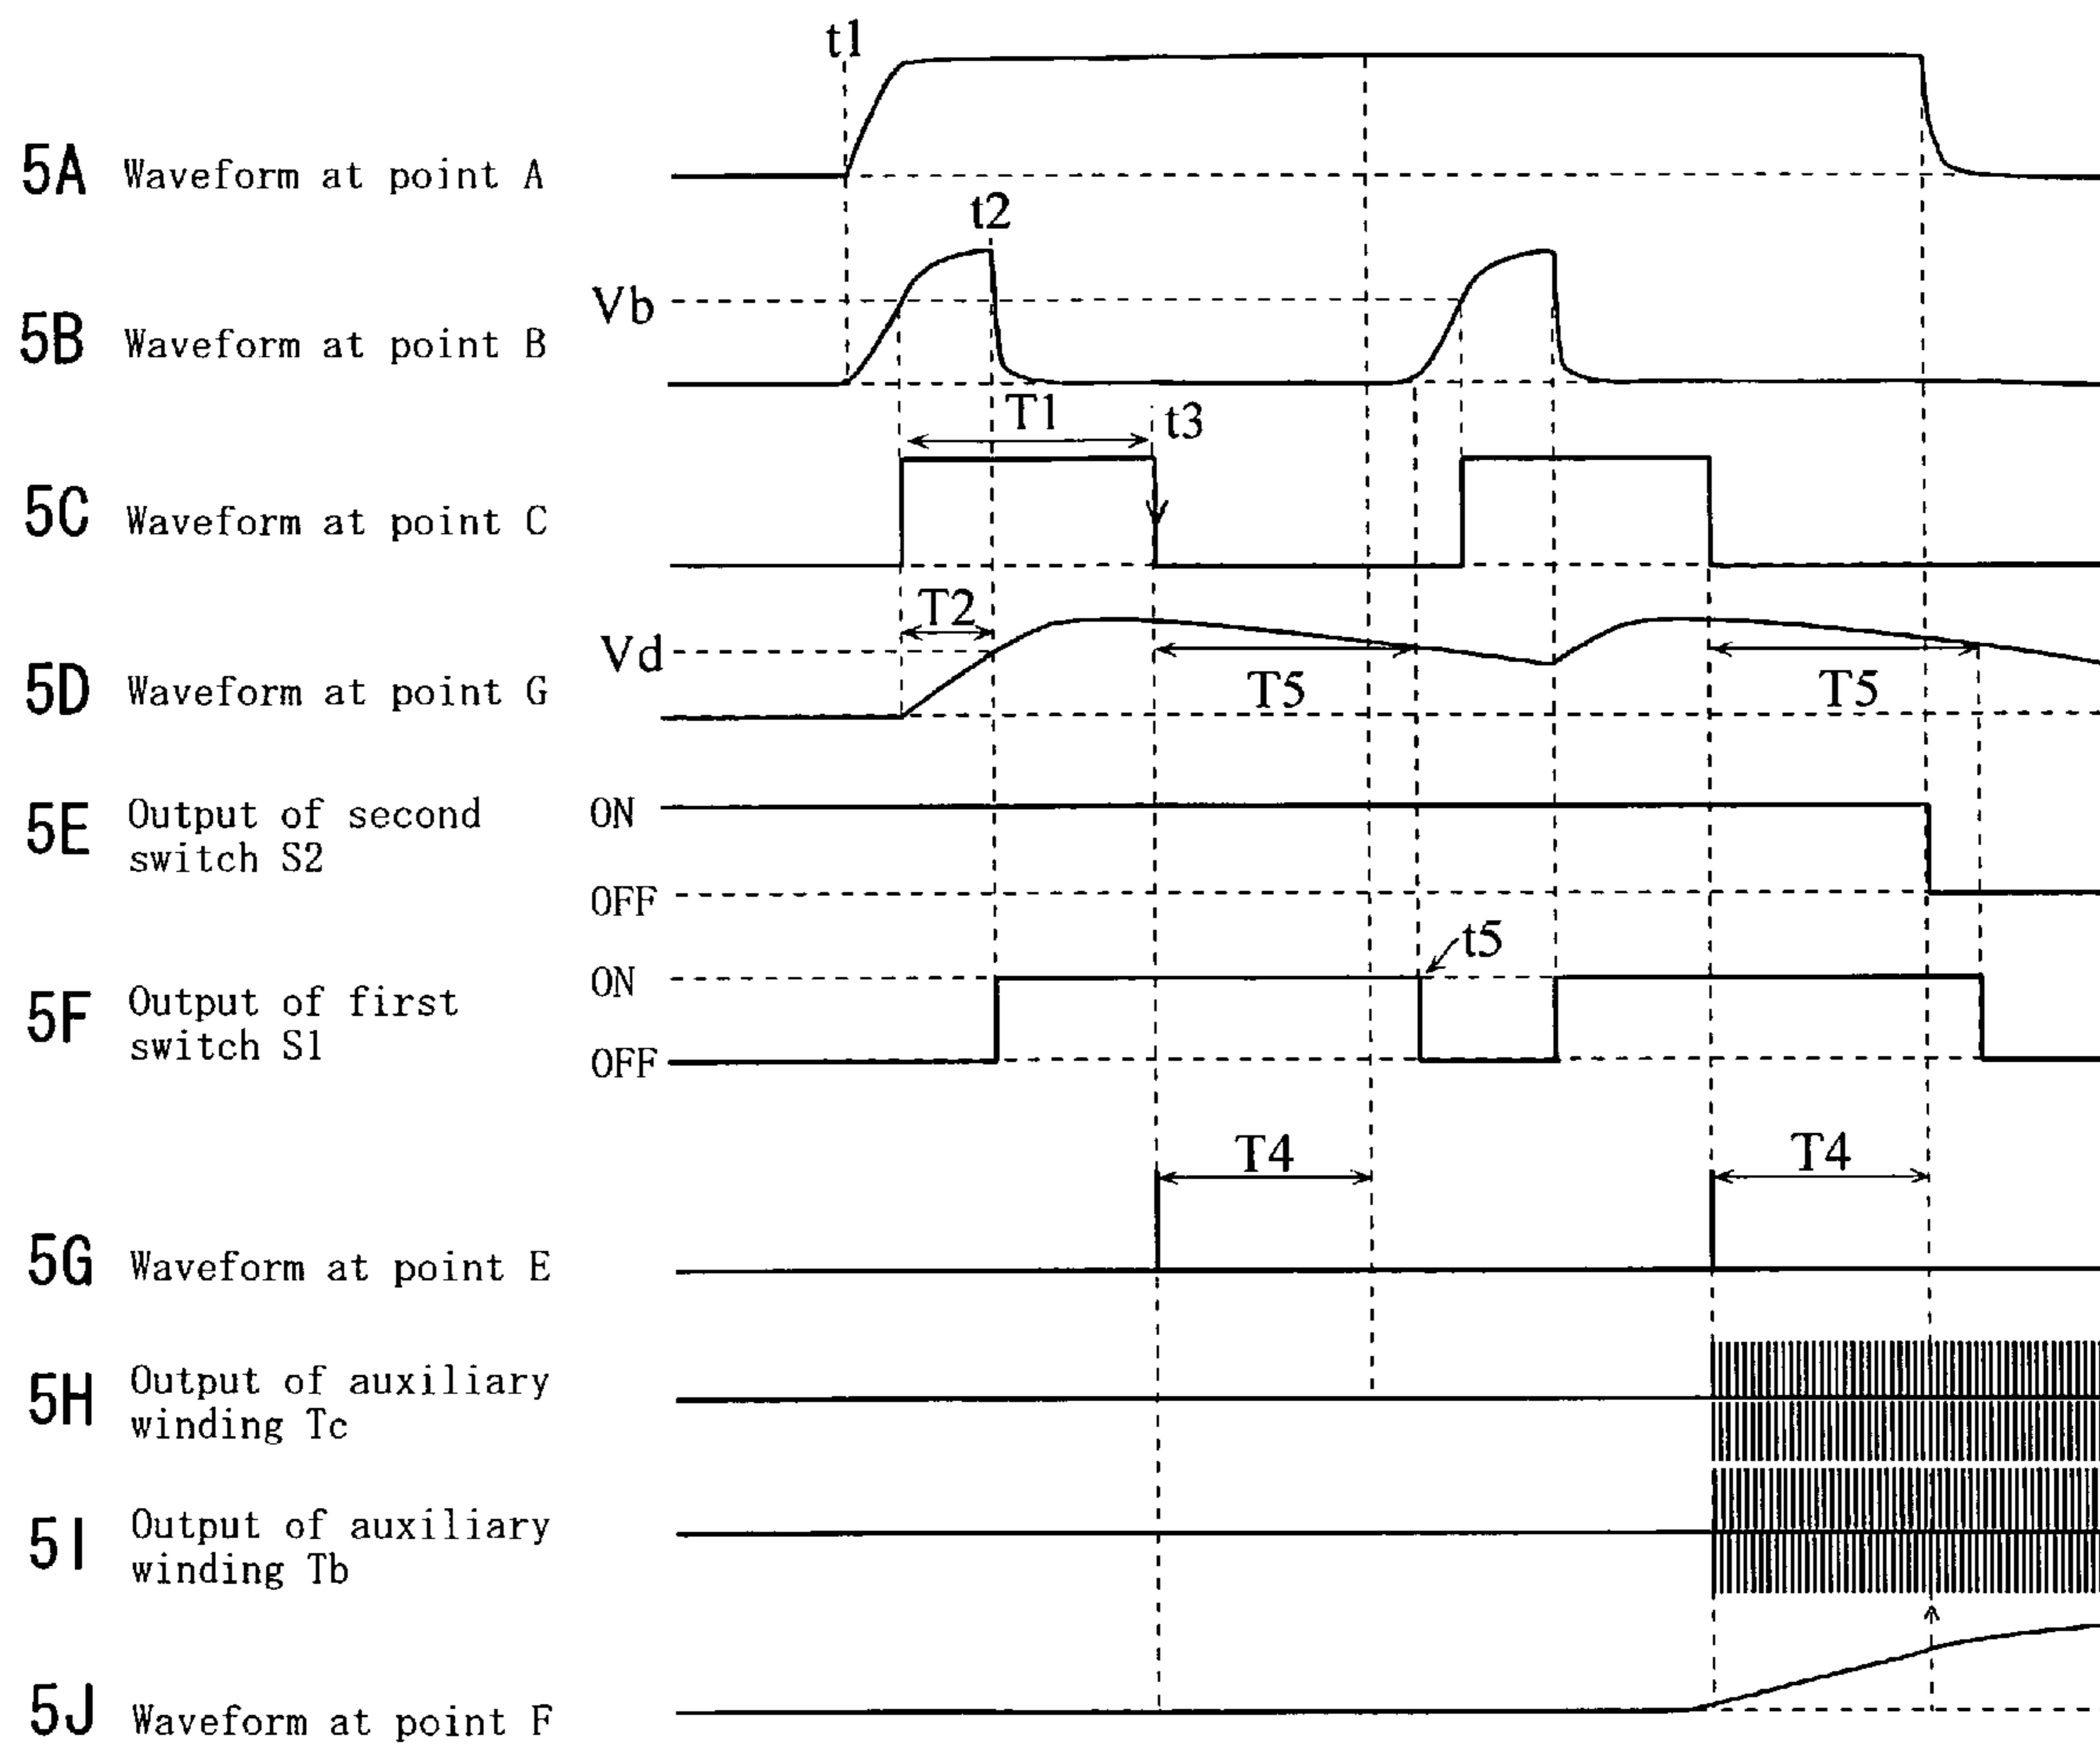 t1
5A Waveform at point A
t2
Vb
5B Waveform at point B
T1 t3
5C Waveform at point C
T2
Vd
5D Waveform at point G
T5 T5
5E Output of second
switch S2
ON
OFF
t5
5F Output of first
switch S1
ON
OFF
T4 T4
5G Waveform at point E
5H Output of auxiliary
winding Tc
5I Output of auxiliary
winding Tb
5J Waveform at point F